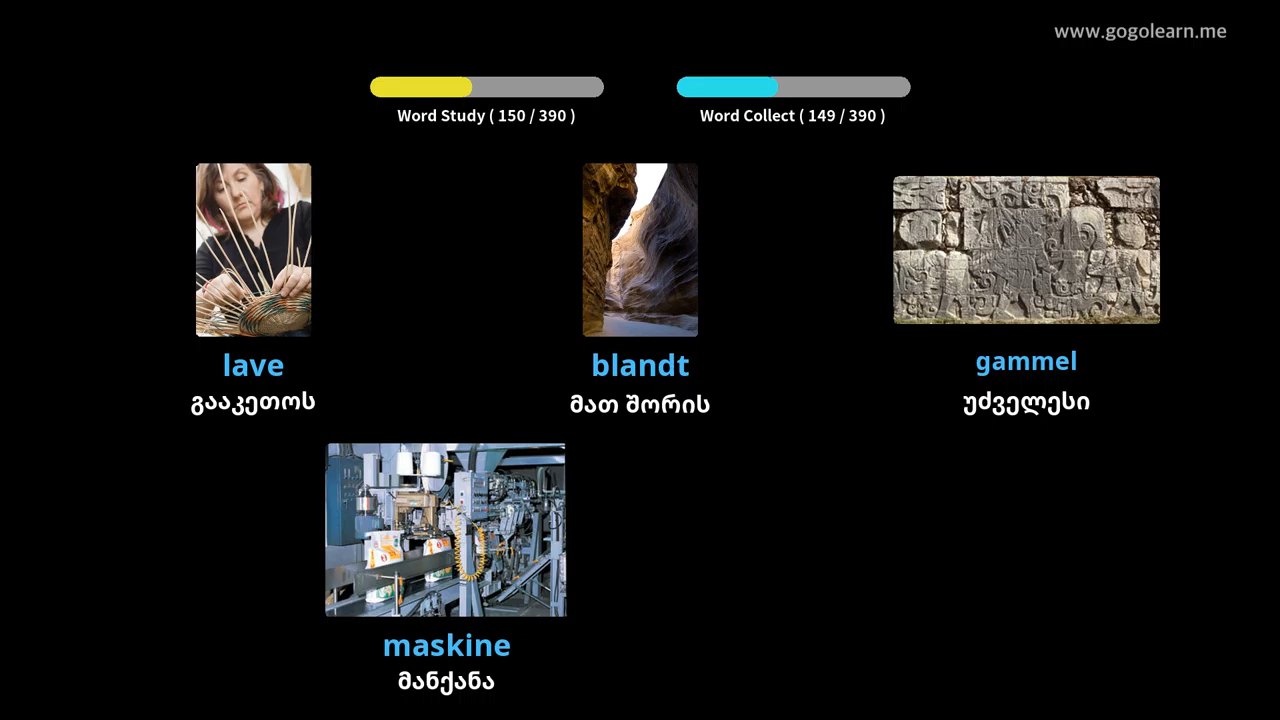 www.gogolearn.me
Word Study ( 150 / 390 )
Word Collect ( 149 / 390 )
lave
გააკეთოს
blandt
მათ შორის
gammel
უძველესი
maskine
მანქანა